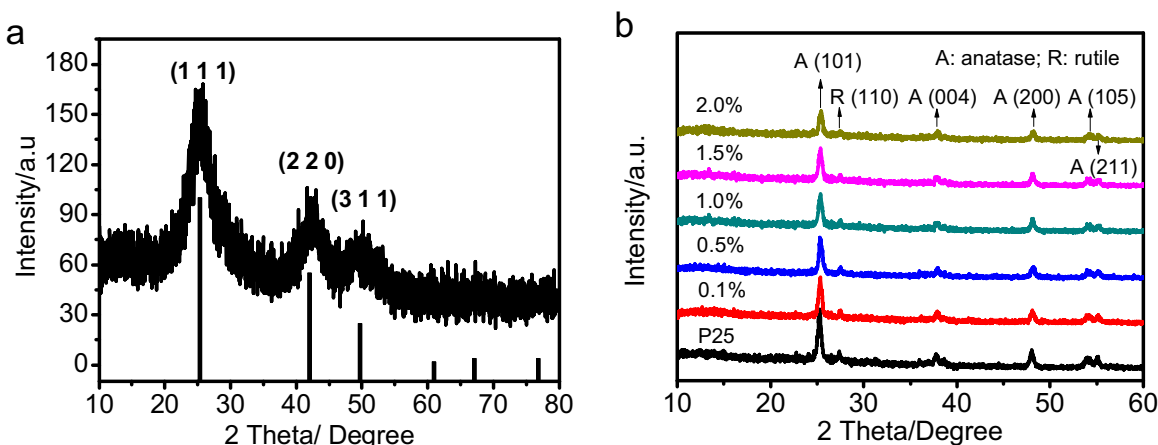 a
180
150
120
90
60
30
0
Intensity/a.u
(1 1 1)
(2 2 0)
(3 1 1)
10 20 30 40 50 60 70 80
2 Theta/ Degree
b
Intensity/a.u.
A: anatase; R: rutile
A (101)
R (110) A (004) A (200) A (105)
A (211)
2.0%
1.5%
1.0%
0.5%
0.1%
P25
10 20 30 40 50 60
2 Theta/Degree